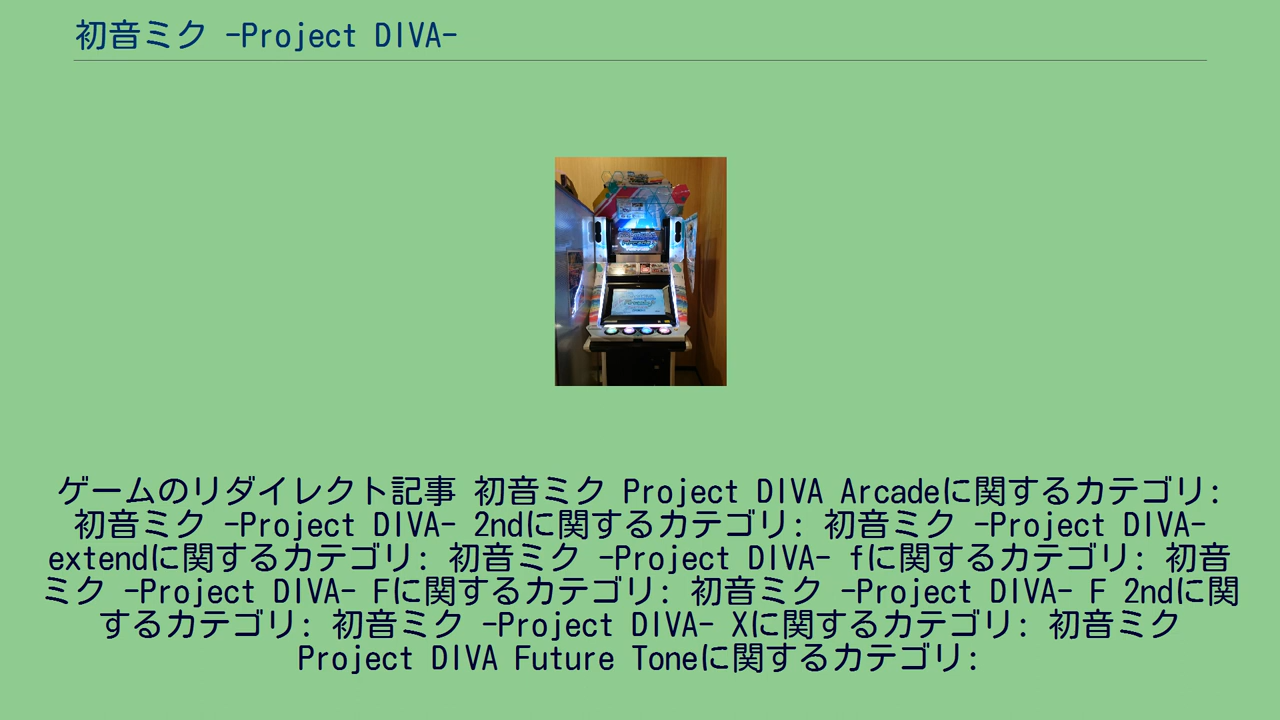 初音ミク -Project DIVA-
ゲームのリダイレクト記事 初音ミク Project DIVA Arcadeに関するカテゴリ:
初音ミク -Project DIVA- 2ndに関するカテゴリ: 初音ミク -Project DIVA-
extendに関するカテゴリ: 初音ミク -Project DIVA- fに関するカテゴリ: 初音
ミク -Project DIVA- Fに関するカテゴリ: 初音ミク -Project DIVA- F 2ndに関
するカテゴリ: 初音ミク -Project DIVA- Xに関するカテゴリ: 初音ミク
Project DIVA Future Toneに関するカテゴリ: